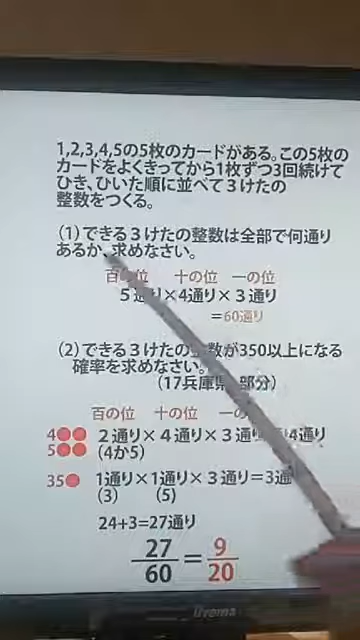 1,2,3,4,5の5枚のカードがある。この5枚の
カードをよくきってから1枚ずつ3回続けて
ひき、ひいた順に並べて3けたの
整数をつくる。
(1)できる3けたの整数は全部で何通り
あるか、求めなさい。
百の位 十の位 一の位
5通り×4通り×3通り
=60通り
(2)できる3けたの整数が350以上になる
確率を求めなさい。
(17兵庫県 部分)
百の位 十の位 一の
4●● 2通り×4通り×3通 4通り
5●● (4か5)
35● 1通り×1通り×3通り=3通
(3) (5)
24+3=27通り
27/60 = 9/20
iiyama